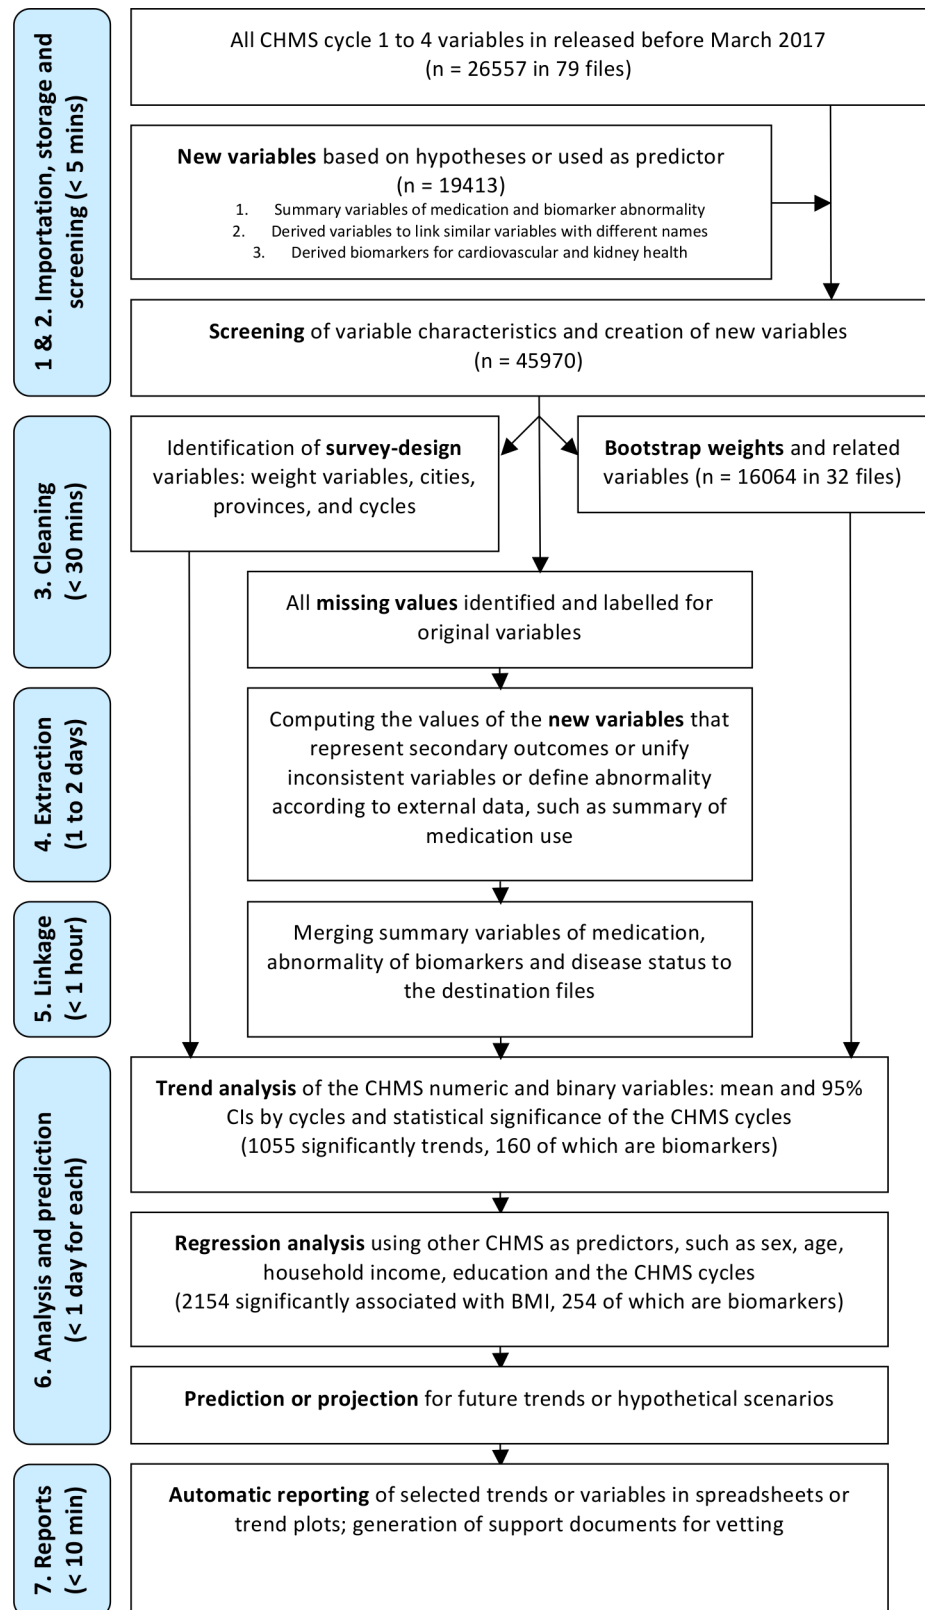 1 & 2. Importation, storage and
screening (< 5 mins)
All CHMS cycle 1 to 4 variables in released before March 2017
(n = 26557 in 79 files)
New variables based on hypotheses or used as predictor
(n = 19413)
1. Summary variables of medication and biomarker abnormality
2. Derived variables to link similar variables with different names
3. Derived biomarkers for cardiovascular and kidney health
Screening of variable characteristics and creation of new variables
(n = 45970)
3. Cleaning
(< 30 mins)
Identification of survey-design
variables: weight variables, cities,
provinces, and cycles
Bootstrap weights and related
variables (n = 16064 in 32 files)
All missing values identified and labelled for
original variables
4. Extraction
(1 to 2 days)
Computing the values of the new variables that
represent secondary outcomes or unify
inconsistent variables or define abnormality
according to external data, such as summary of
medication use
5. Linkage
(< 1 hour)
Merging summary variables of medication,
abnormality of biomarkers and disease status to
the destination files
6. Analysis and prediction
(< 1 day for each)
Trend analysis of the CHMS numeric and binary variables: mean and 95%
CIs by cycles and statistical significance of the CHMS cycles
(1055 significantly trends, 160 of which are biomarkers)
Regression analysis using other CHMS as predictors, such as sex, age,
household income, education and the CHMS cycles
(2154 significantly associated with BMI, 254 of which are biomarkers)
Prediction or projection for future trends or hypothetical scenarios
7. Reports
(< 10 min)
Automatic reporting of selected trends or variables in spreadsheets or
trend plots; generation of support documents for vetting